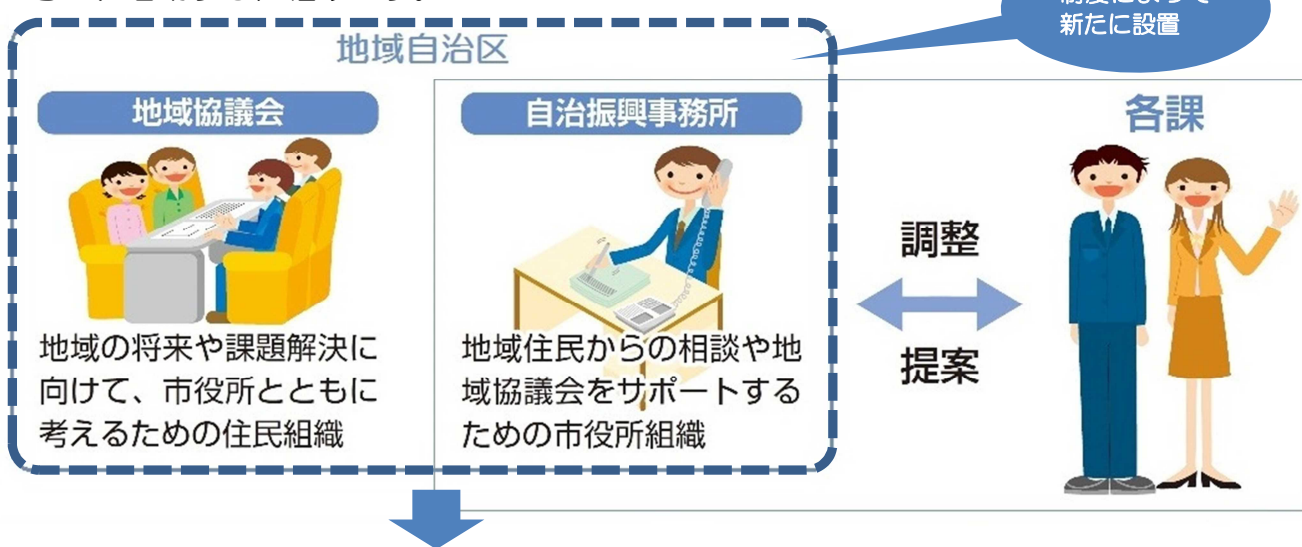 新たに設置
地域自治区
地域協議会
自治振興事務所
各課
調整
提案
地域の将来や課題解決に
向けて、市役所とともに
考えるための住民組織
地域住民からの相談や地
域協議会をサポートする
ための市役所組織